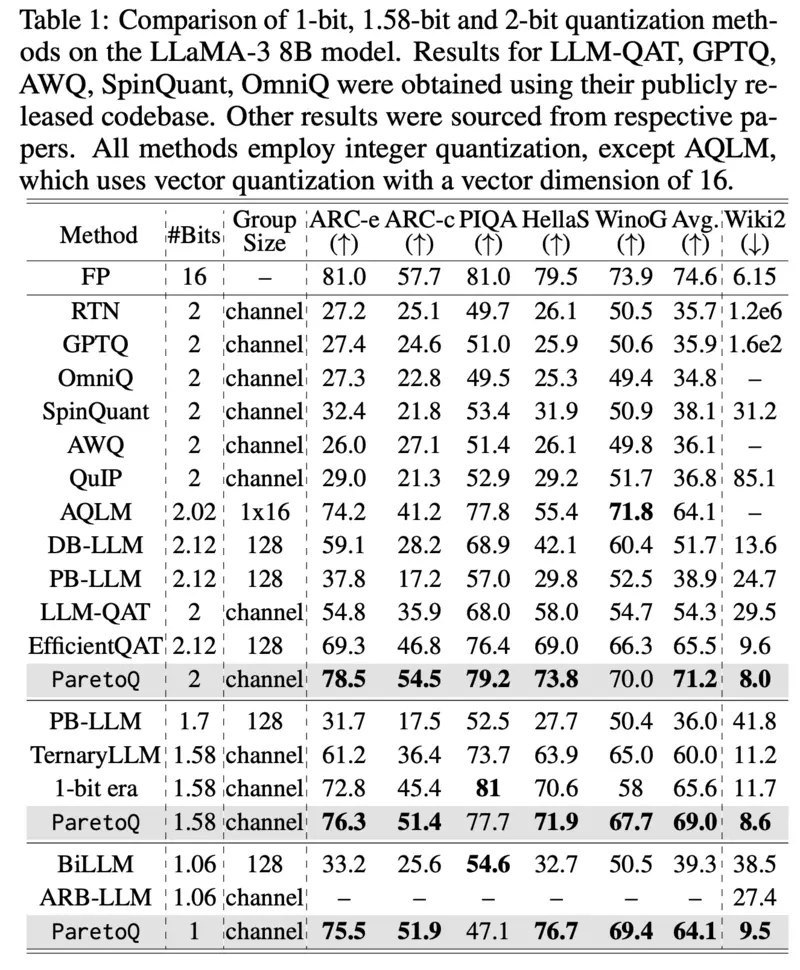 Table 1: Comparison of 1-bit, 1.58-bit and 2-bit quantization meth-
ods on the LLaMA-3 8B model. Results for LLM-QAT, GPTQ,
AWQ, SpinQuant, OmniQ were obtained using their publicly re-
leased codebase. Other results were sourced from respective pa-
pers. All methods employ integer quantization, except AQLM,
which uses vector quantization with a vector dimension of 16.
Method #Bits Group Size ARC-e (↑) ARC-c (↑) PIQA (↑) HellaS (↑) WinoG (↑) Avg. (↑) Wiki2 (↓)
FP 16 – 81.0 57.7 81.0 79.5 73.9 74.6 6.15
RTN 2 channel 27.2 25.1 49.7 26.1 50.5 35.7 1.2e6
GPTQ 2 channel 27.4 24.6 51.0 25.9 50.6 35.9 1.6e2
OmniQ 2 channel 27.3 22.8 49.5 25.3 49.4 34.8 –
SpinQuant 2 channel 32.4 21.8 53.4 31.9 50.9 38.1 31.2
AWQ 2 channel 26.0 27.1 51.4 26.1 49.8 36.1 –
QuIP 2 channel 29.0 21.3 52.9 29.2 51.7 36.8 85.1
AQLM 2.02 1x16 74.2 41.2 77.8 55.4 71.8 64.1 –
DB-LLM 2.12 128 59.1 28.2 68.9 42.1 60.4 51.7 13.6
PB-LLM 2.12 128 37.8 17.2 57.0 29.8 52.5 38.9 24.7
LLM-QAT 2 channel 54.8 35.9 68.0 58.0 54.7 54.3 29.5
EfficientQAT 2.12 128 69.3 46.8 76.4 69.0 66.3 65.5 9.6
ParetoQ 2 channel 78.5 54.5 79.2 73.8 70.0 71.2 8.0
PB-LLM 1.7 128 31.7 17.5 52.5 27.7 50.4 36.0 41.8
TernaryLLM 1.58 channel 61.2 36.4 73.7 63.9 65.0 60.0 11.2
1-bit era 1.58 channel 72.8 45.4 81 70.6 58 65.6 11.7
ParetoQ 1.58 channel 76.3 51.4 77.7 71.9 67.7 69.0 8.6
BiLLM 1.06 128 33.2 25.6 54.6 32.7 50.5 39.3 38.5
ARB-LLM 1.06 channel – – – – – – 27.4
ParetoQ 1 channel 75.5 51.9 47.1 76.7 69.4 64.1 9.5